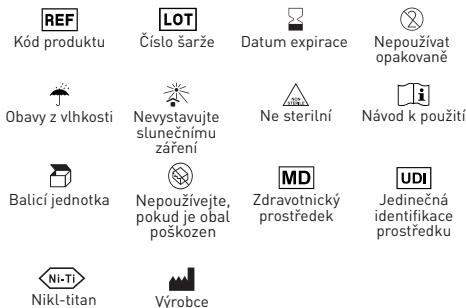 REF LOT 2
Kód produktu Číslo šarže Datum expirace Nepoužívat
opakovaně
NON
STERILE
i
Obavy z vlhkosti Nevystavujte
slunečnímu
záření
Ne sterilní Návod k použití
MD UDI
Balicí jednotka Nepoužívejte,
pokud je obal
poškozen
Zdravotnický
prostředek
Jedinečná
identifikace
prostředku
Ni-Ti
Nikl-titan Výrobce